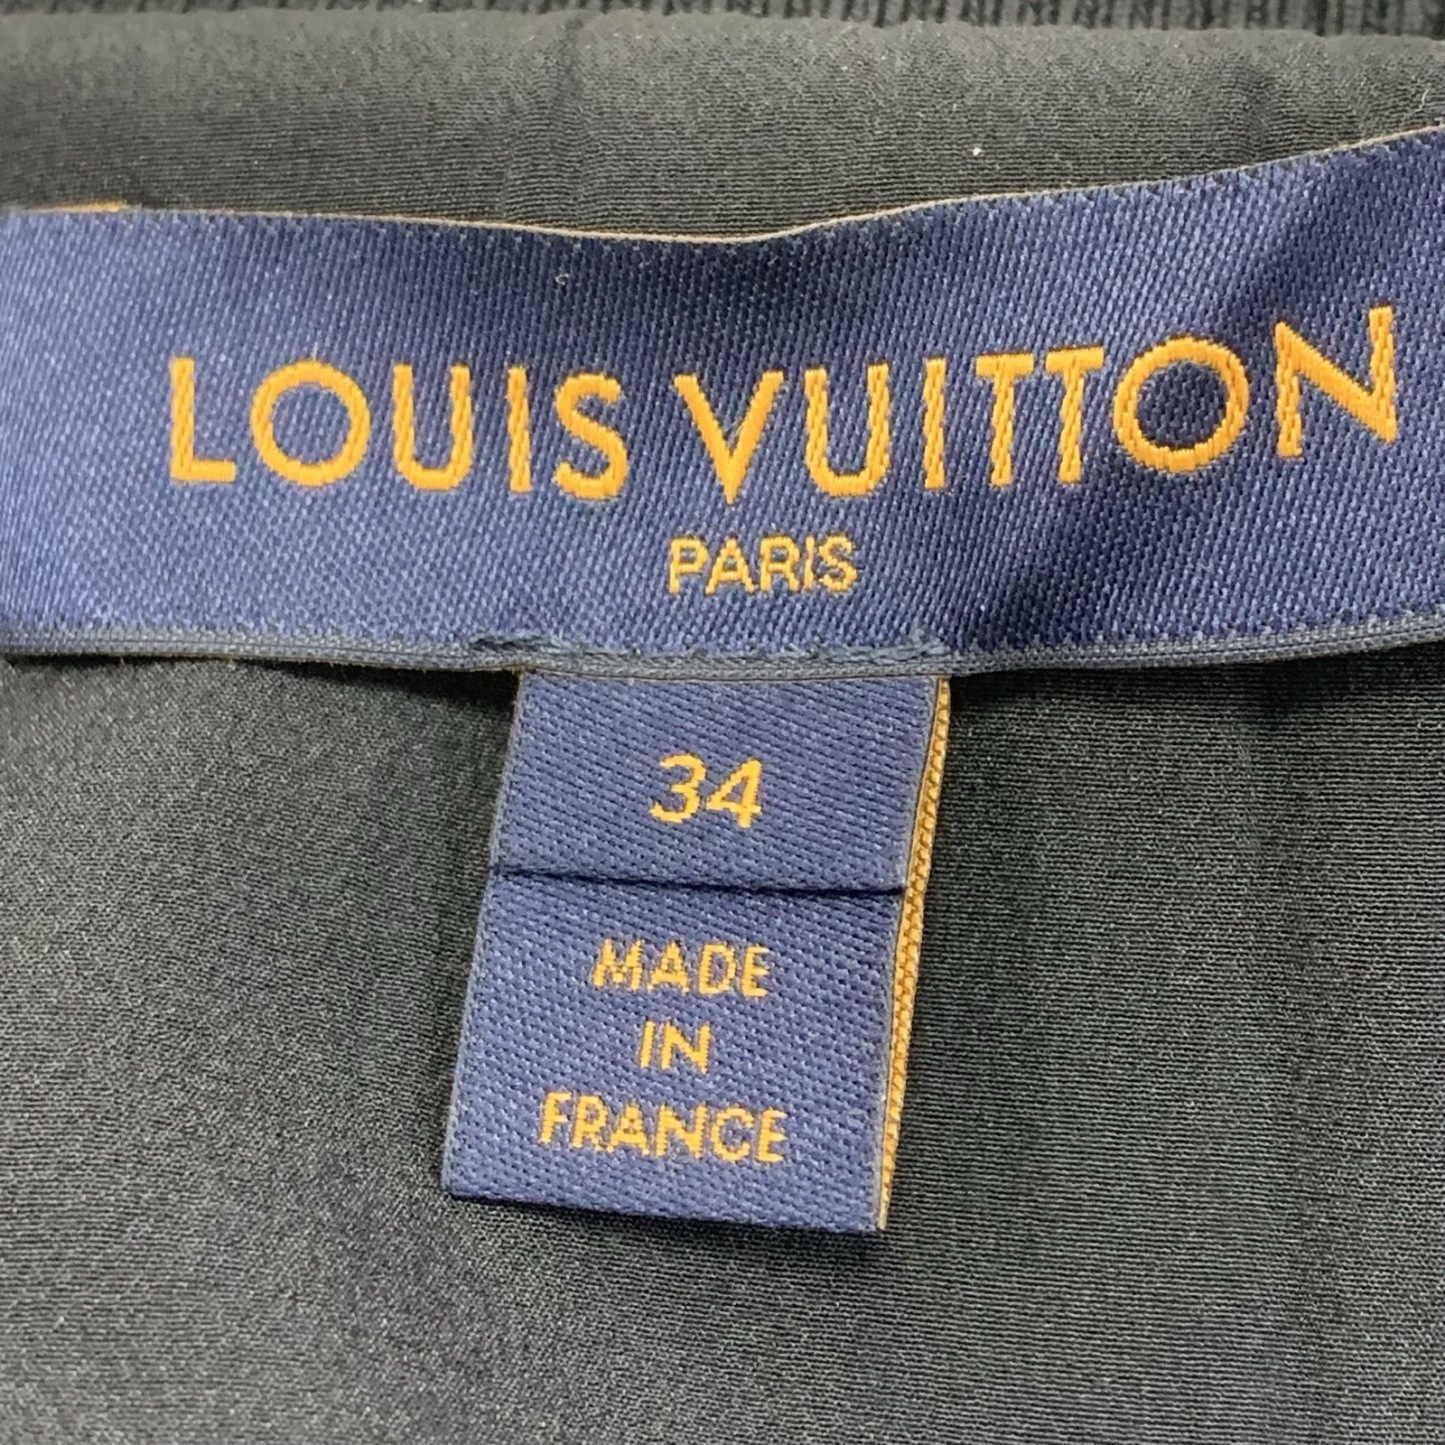 LOUIS VUITTON
PARIS
34
MADE
IN
FRANCE